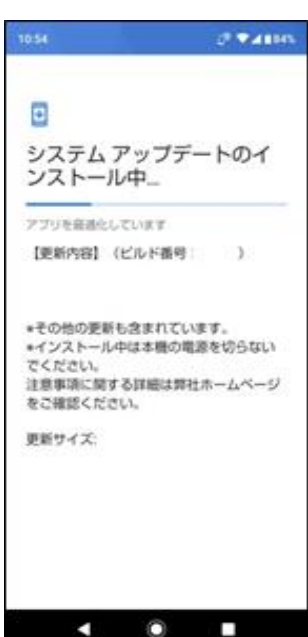 10:54
84%
システム アップデートのイ
ンストール中...
アプリを最適化しています
【更新内容】（ビルド番号： ）
*その他の更新も含まれています。
*インストール中は本機の電源を切らない
でください。
注意事項に関する詳細は弊社ホームページ
をご確認ください。
更新サイズ: